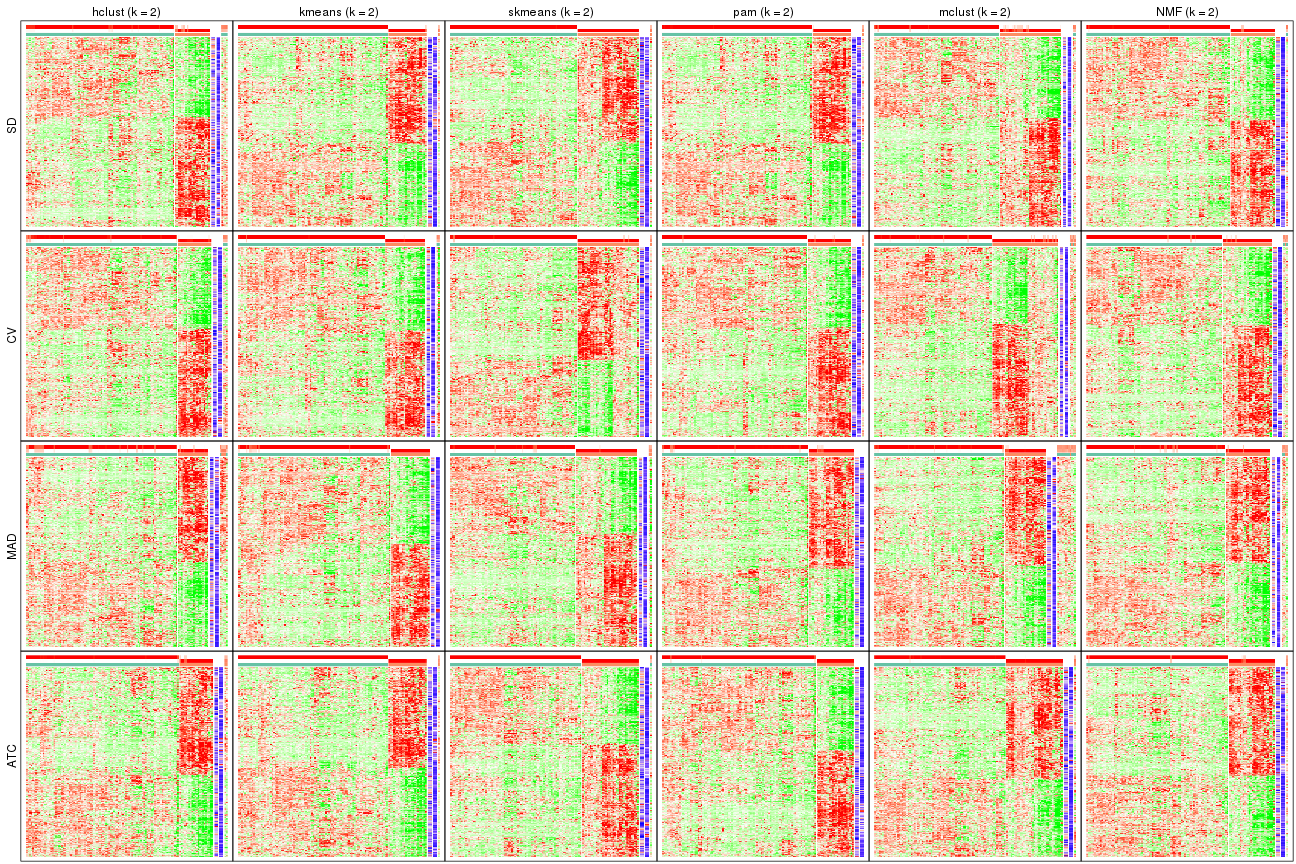 hclust (k = 2) kmeans (k = 2) skmeans (k = 2) pam (k = 2) mclust (k = 2) NMF (k = 2)
SD
CV
MAD
ATC